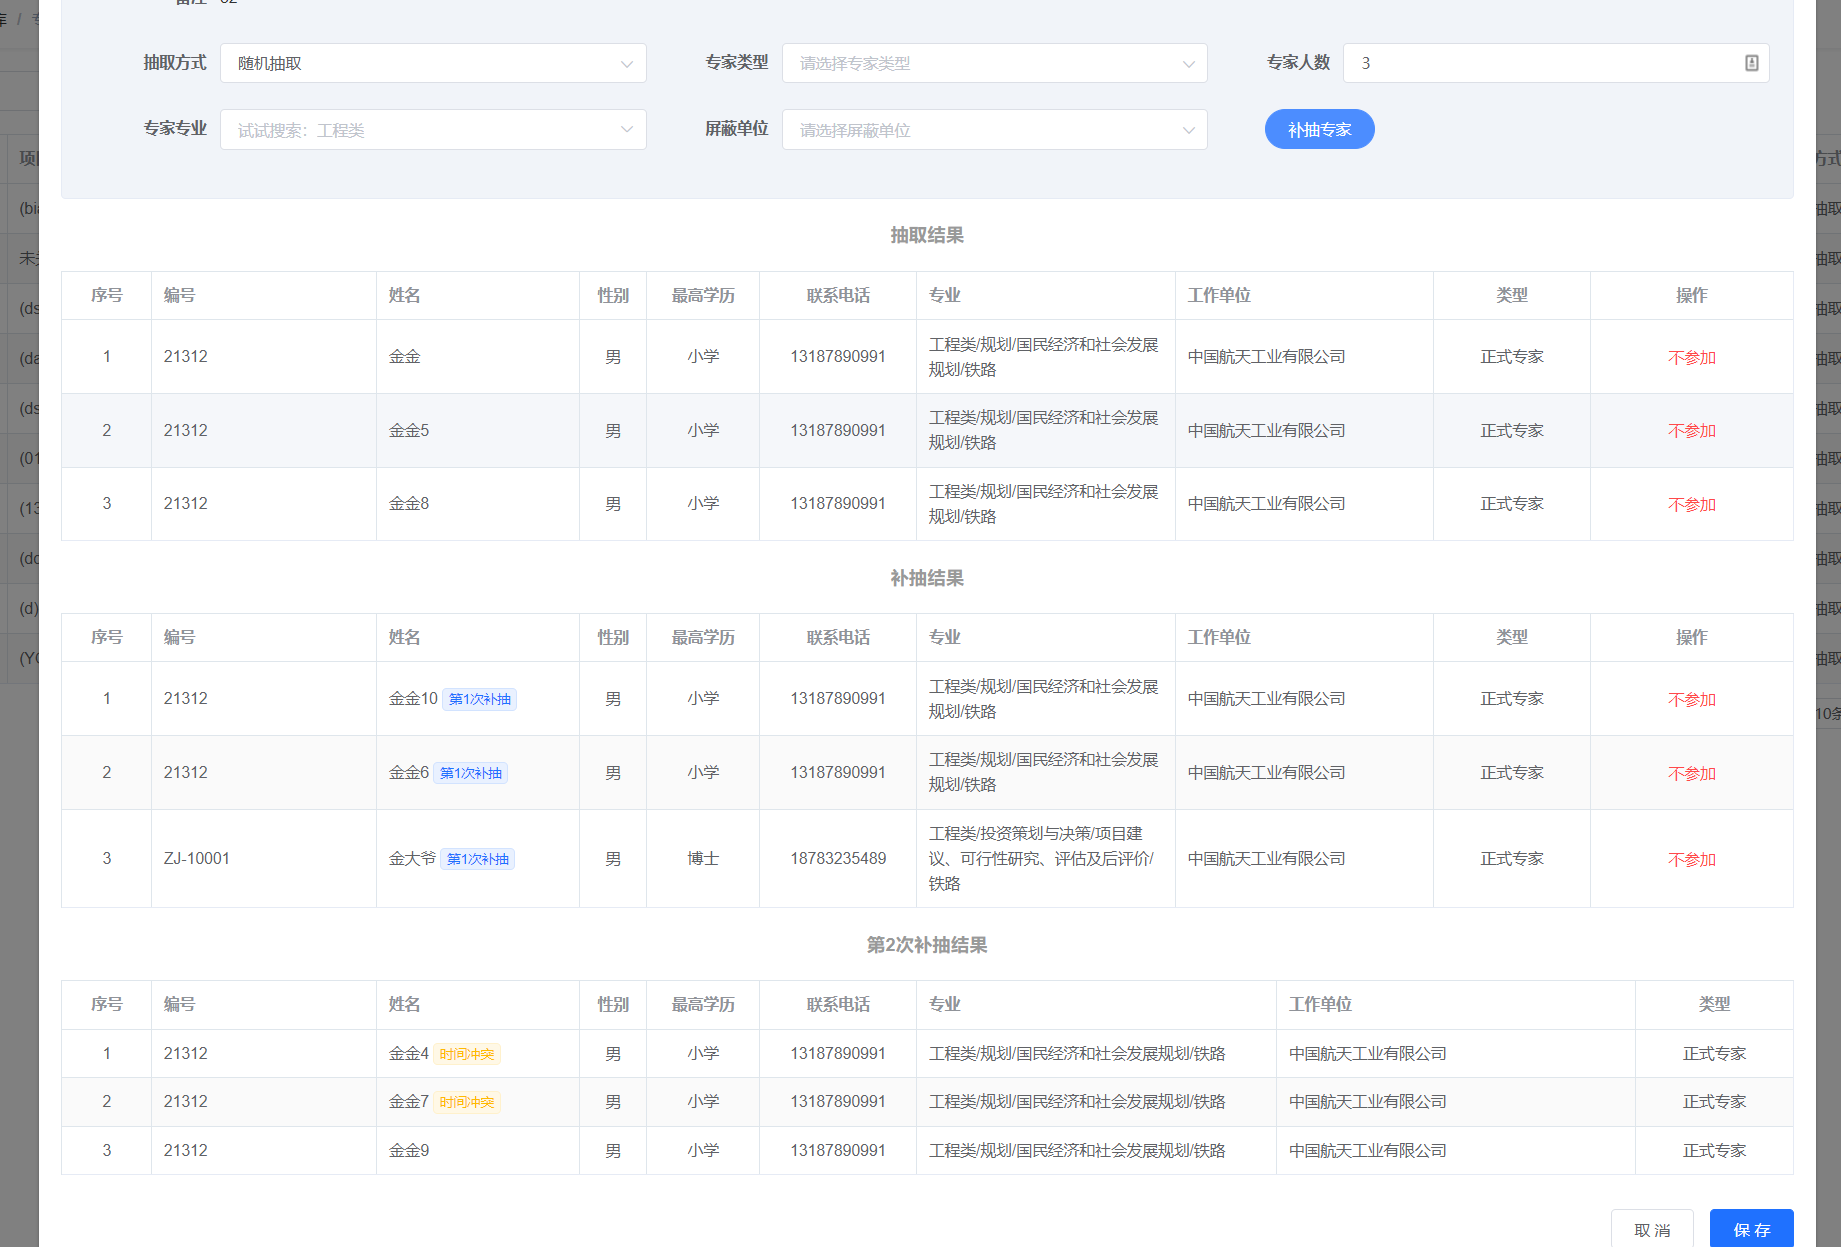 抽取方式 随机抽取 专家类型 请选择专家类型 专家人数 3
专家专业 试试搜索：工程类 屏蔽单位 请选择屏蔽单位 补抽专家
抽取结果
序号 编号 姓名 性别 最高学历 联系电话 专业 工作单位 类型 操作
1 21312 金金 男 小学 13187890991 工程类/规划/国民经济和社会发展
规划/铁路 中国航天工业有限公司 正式专家 不参加
2 21312 金金5 男 小学 13187890991 工程类/规划/国民经济和社会发展
规划/铁路 中国航天工业有限公司 正式专家 不参加
3 21312 金金8 男 小学 13187890991 工程类/规划/国民经济和社会发展
规划/铁路 中国航天工业有限公司 正式专家 不参加
补抽结果
序号 编号 姓名 性别 最高学历 联系电话 专业 工作单位 类型 操作
1 21312 金金10 第1次补抽 男 小学 13187890991 工程类/规划/国民经济和社会发展
规划/铁路 中国航天工业有限公司 正式专家 不参加
2 21312 金金6 第1次补抽 男 小学 13187890991 工程类/规划/国民经济和社会发展
规划/铁路 中国航天工业有限公司 正式专家 不参加
3 ZJ-10001 金大爷 第1次补抽 男 博士 18783235489 工程类/投资策划与决策/项目建
议、可行性研究、评估及后评价/
铁路 中国航天工业有限公司 正式专家 不参加
第2次补抽结果
序号 编号 姓名 性别 最高学历 联系电话 专业 工作单位 类型
1 21312 金金4 时间冲突 男 小学 13187890991 工程类/规划/国民经济和社会发展规划/铁路 中国航天工业有限公司 正式专家
2 21312 金金7 时间冲突 男 小学 13187890991 工程类/规划/国民经济和社会发展规划/铁路 中国航天工业有限公司 正式专家
3 21312 金金9 男 小学 13187890991 工程类/规划/国民经济和社会发展规划/铁路 中国航天工业有限公司 正式专家
取 消 保 存